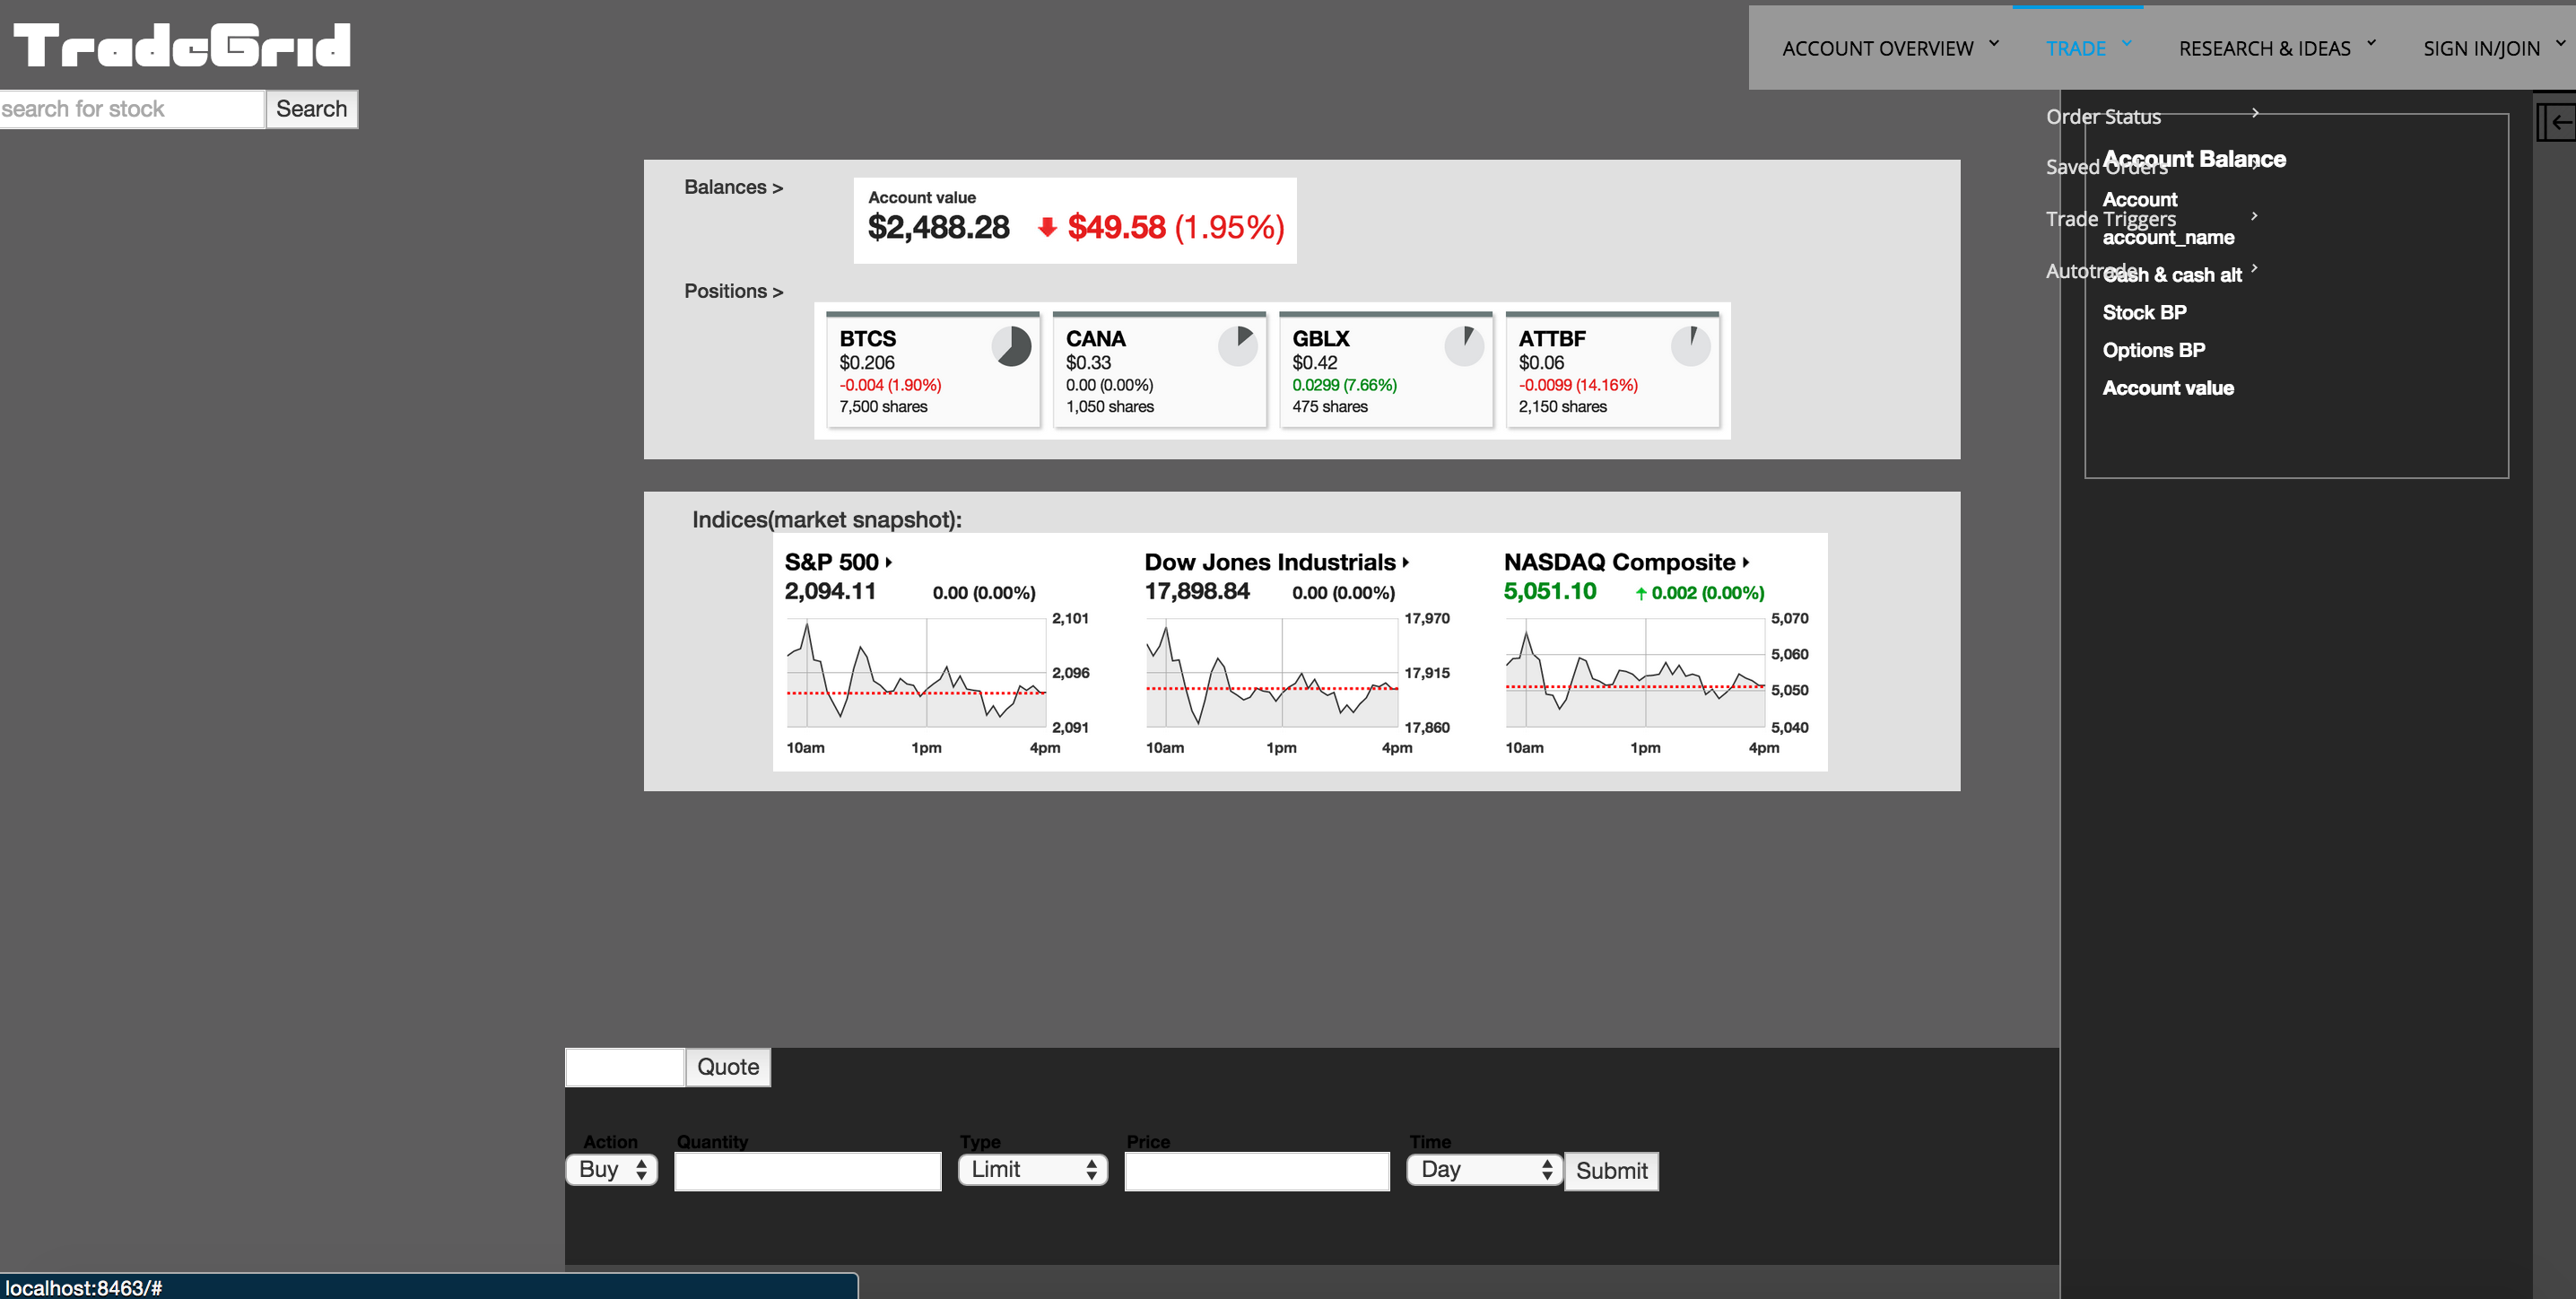 TradeGrid
ACCOUNT OVERVIEW TRADE RESEARCH & IDEAS SIGN IN/JOIN
search for stock Search
Order Status
Saved Orders
Trade Triggers
Autotrade
Account Balance
Account
account_name
Cash & cash alt
Stock BP
Options BP
Account value
Balances >
Account value
$2,488.28 $49.58 (1.95%)
Positions >
BTCS
$0.206
-0.004 (1.90%)
7,500 shares
CANA
$0.33
0.00 (0.00%)
1,050 shares
GBLX
$0.42
0.0299 (7.66%)
475 shares
ATTBF
$0.06
-0.0099 (14.16%)
2,150 shares
Indices(market snapshot):
S&P 500
2,094.11 0.00 (0.00%)
2,101
2,096
2,091
10am 1pm 4pm
Dow Jones Industrials
17,898.84 0.00 (0.00%)
17,970
17,915
17,860
10am 1pm 4pm
NASDAQ Composite
5,051.10 0.002 (0.00%)
5,070
5,060
5,050
5,040
10am 1pm 4pm
Quote
Action Quantity Type Price Time
Buy Limit Day Submit
localhost:8463/#